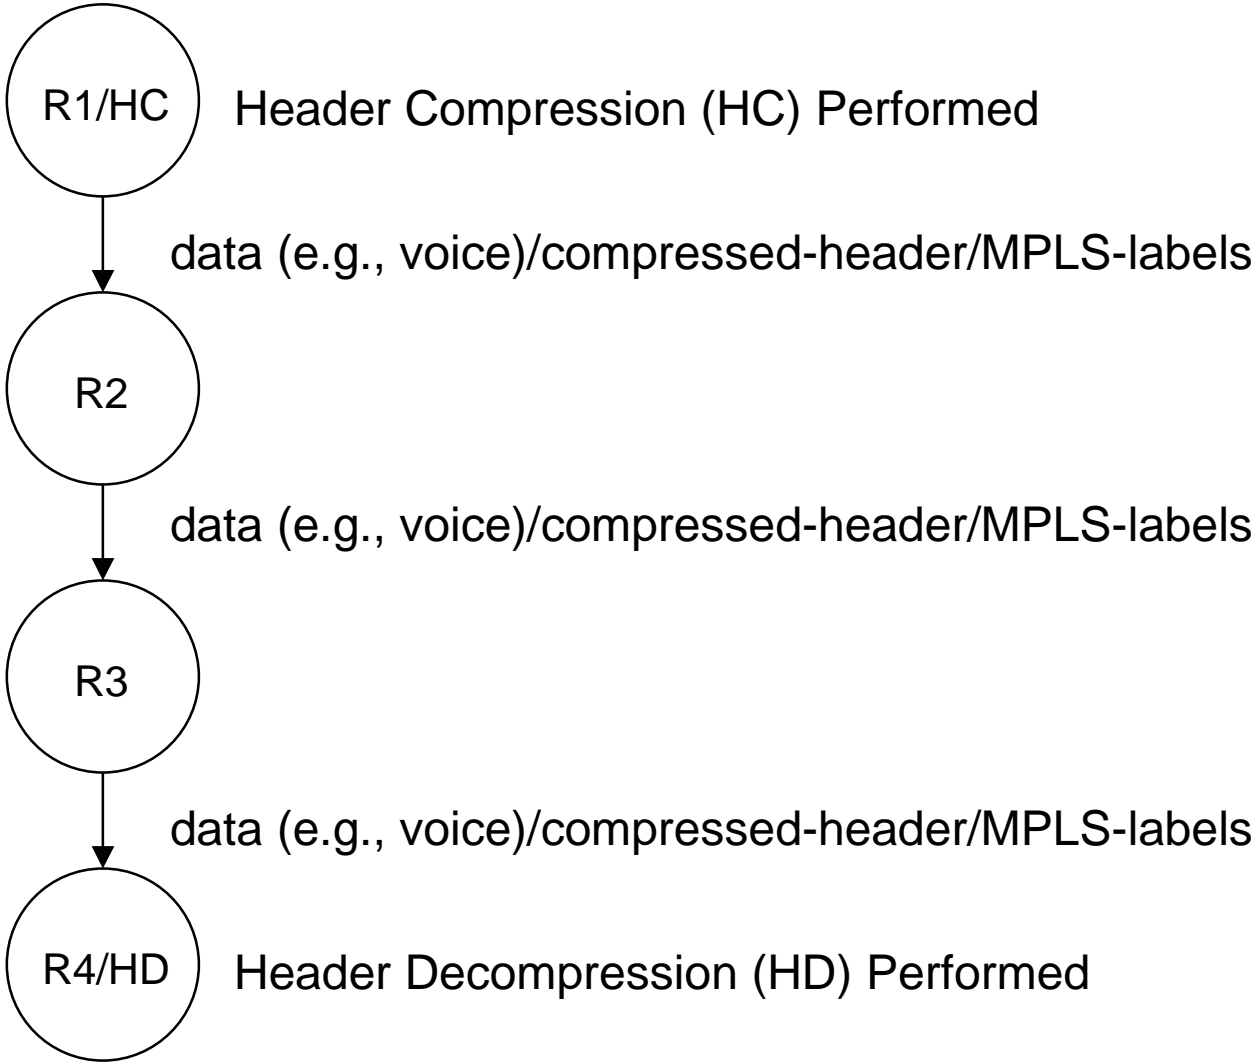 R1/HC Header Compression (HC) Performed
data (e.g., voice)/compressed-header/MPLS-labels
R2
data (e.g., voice)/compressed-header/MPLS-labels
R3
data (e.g., voice)/compressed-header/MPLS-labels
R4/HD Header Decompression (HD) Performed